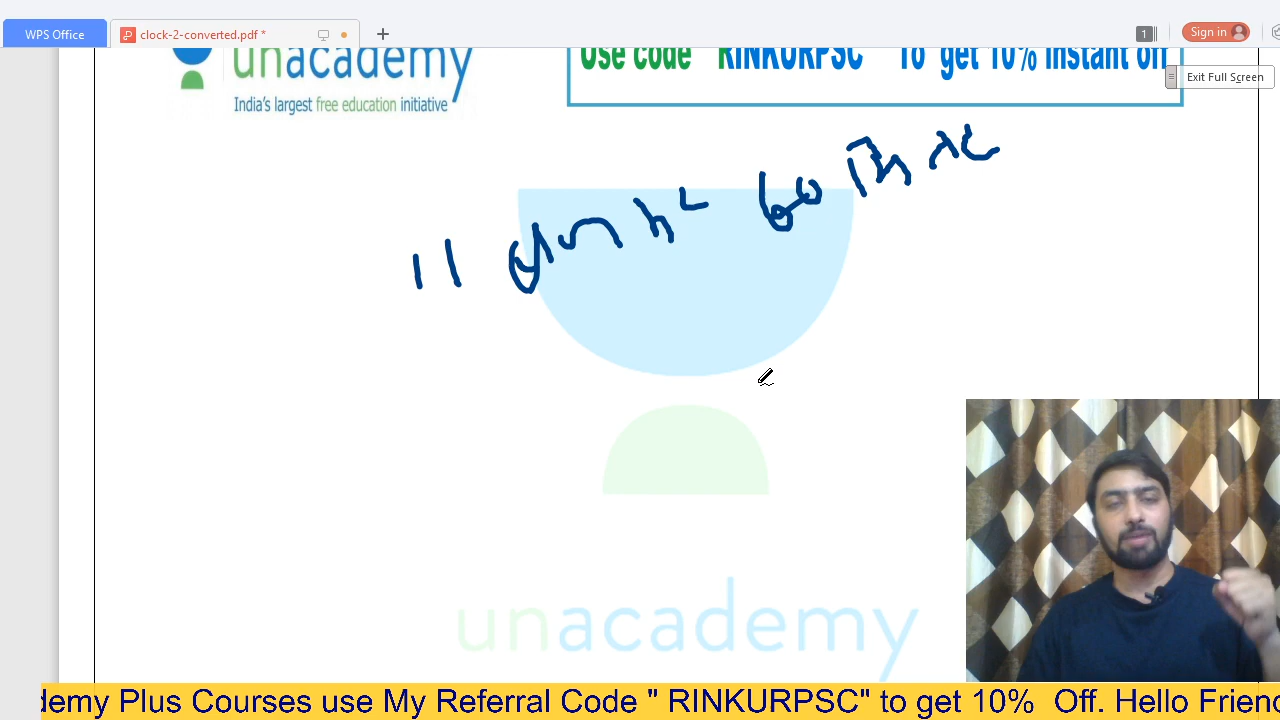 WPS Office
clock-2-converted.pdf *
1
Sign in
unacademy
India's largest free education initiative
Use code RINKURPSC To get 10% instant off
Exit Full Screen
11 60
unacademy
demy Plus Courses use My Referral Code " RINKURPSC" to get 10% Off. Hello Frien